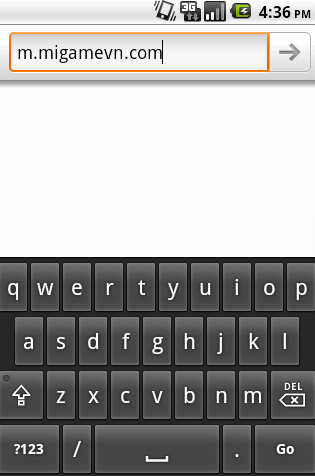 3G 4:36 PM
m.migamevn.com
q w e r t y u i o p
a s d f g h j k l
z x c v b n m DEL
?123 / . Go